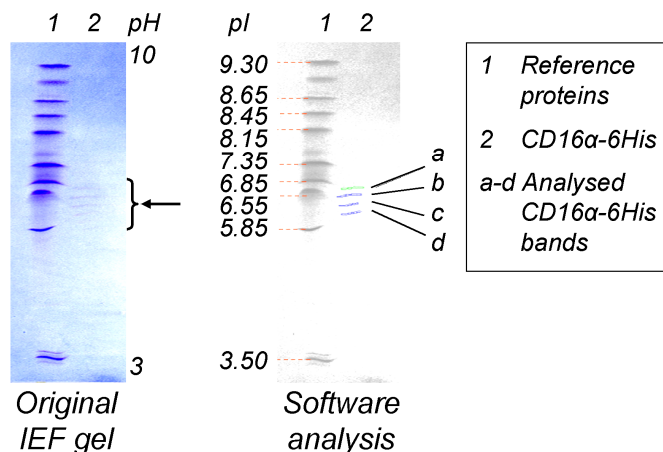 1 2 pH
10
3
Original
IEF gel
pI 1 2
9.30
8.65
8.45
8.15
7.35
6.85
6.55
5.85
3.50
a
b
c
d
Software
analysis
1 Reference
proteins
2 CD16α-6His
a-d Analysed
CD16α-6His
bands